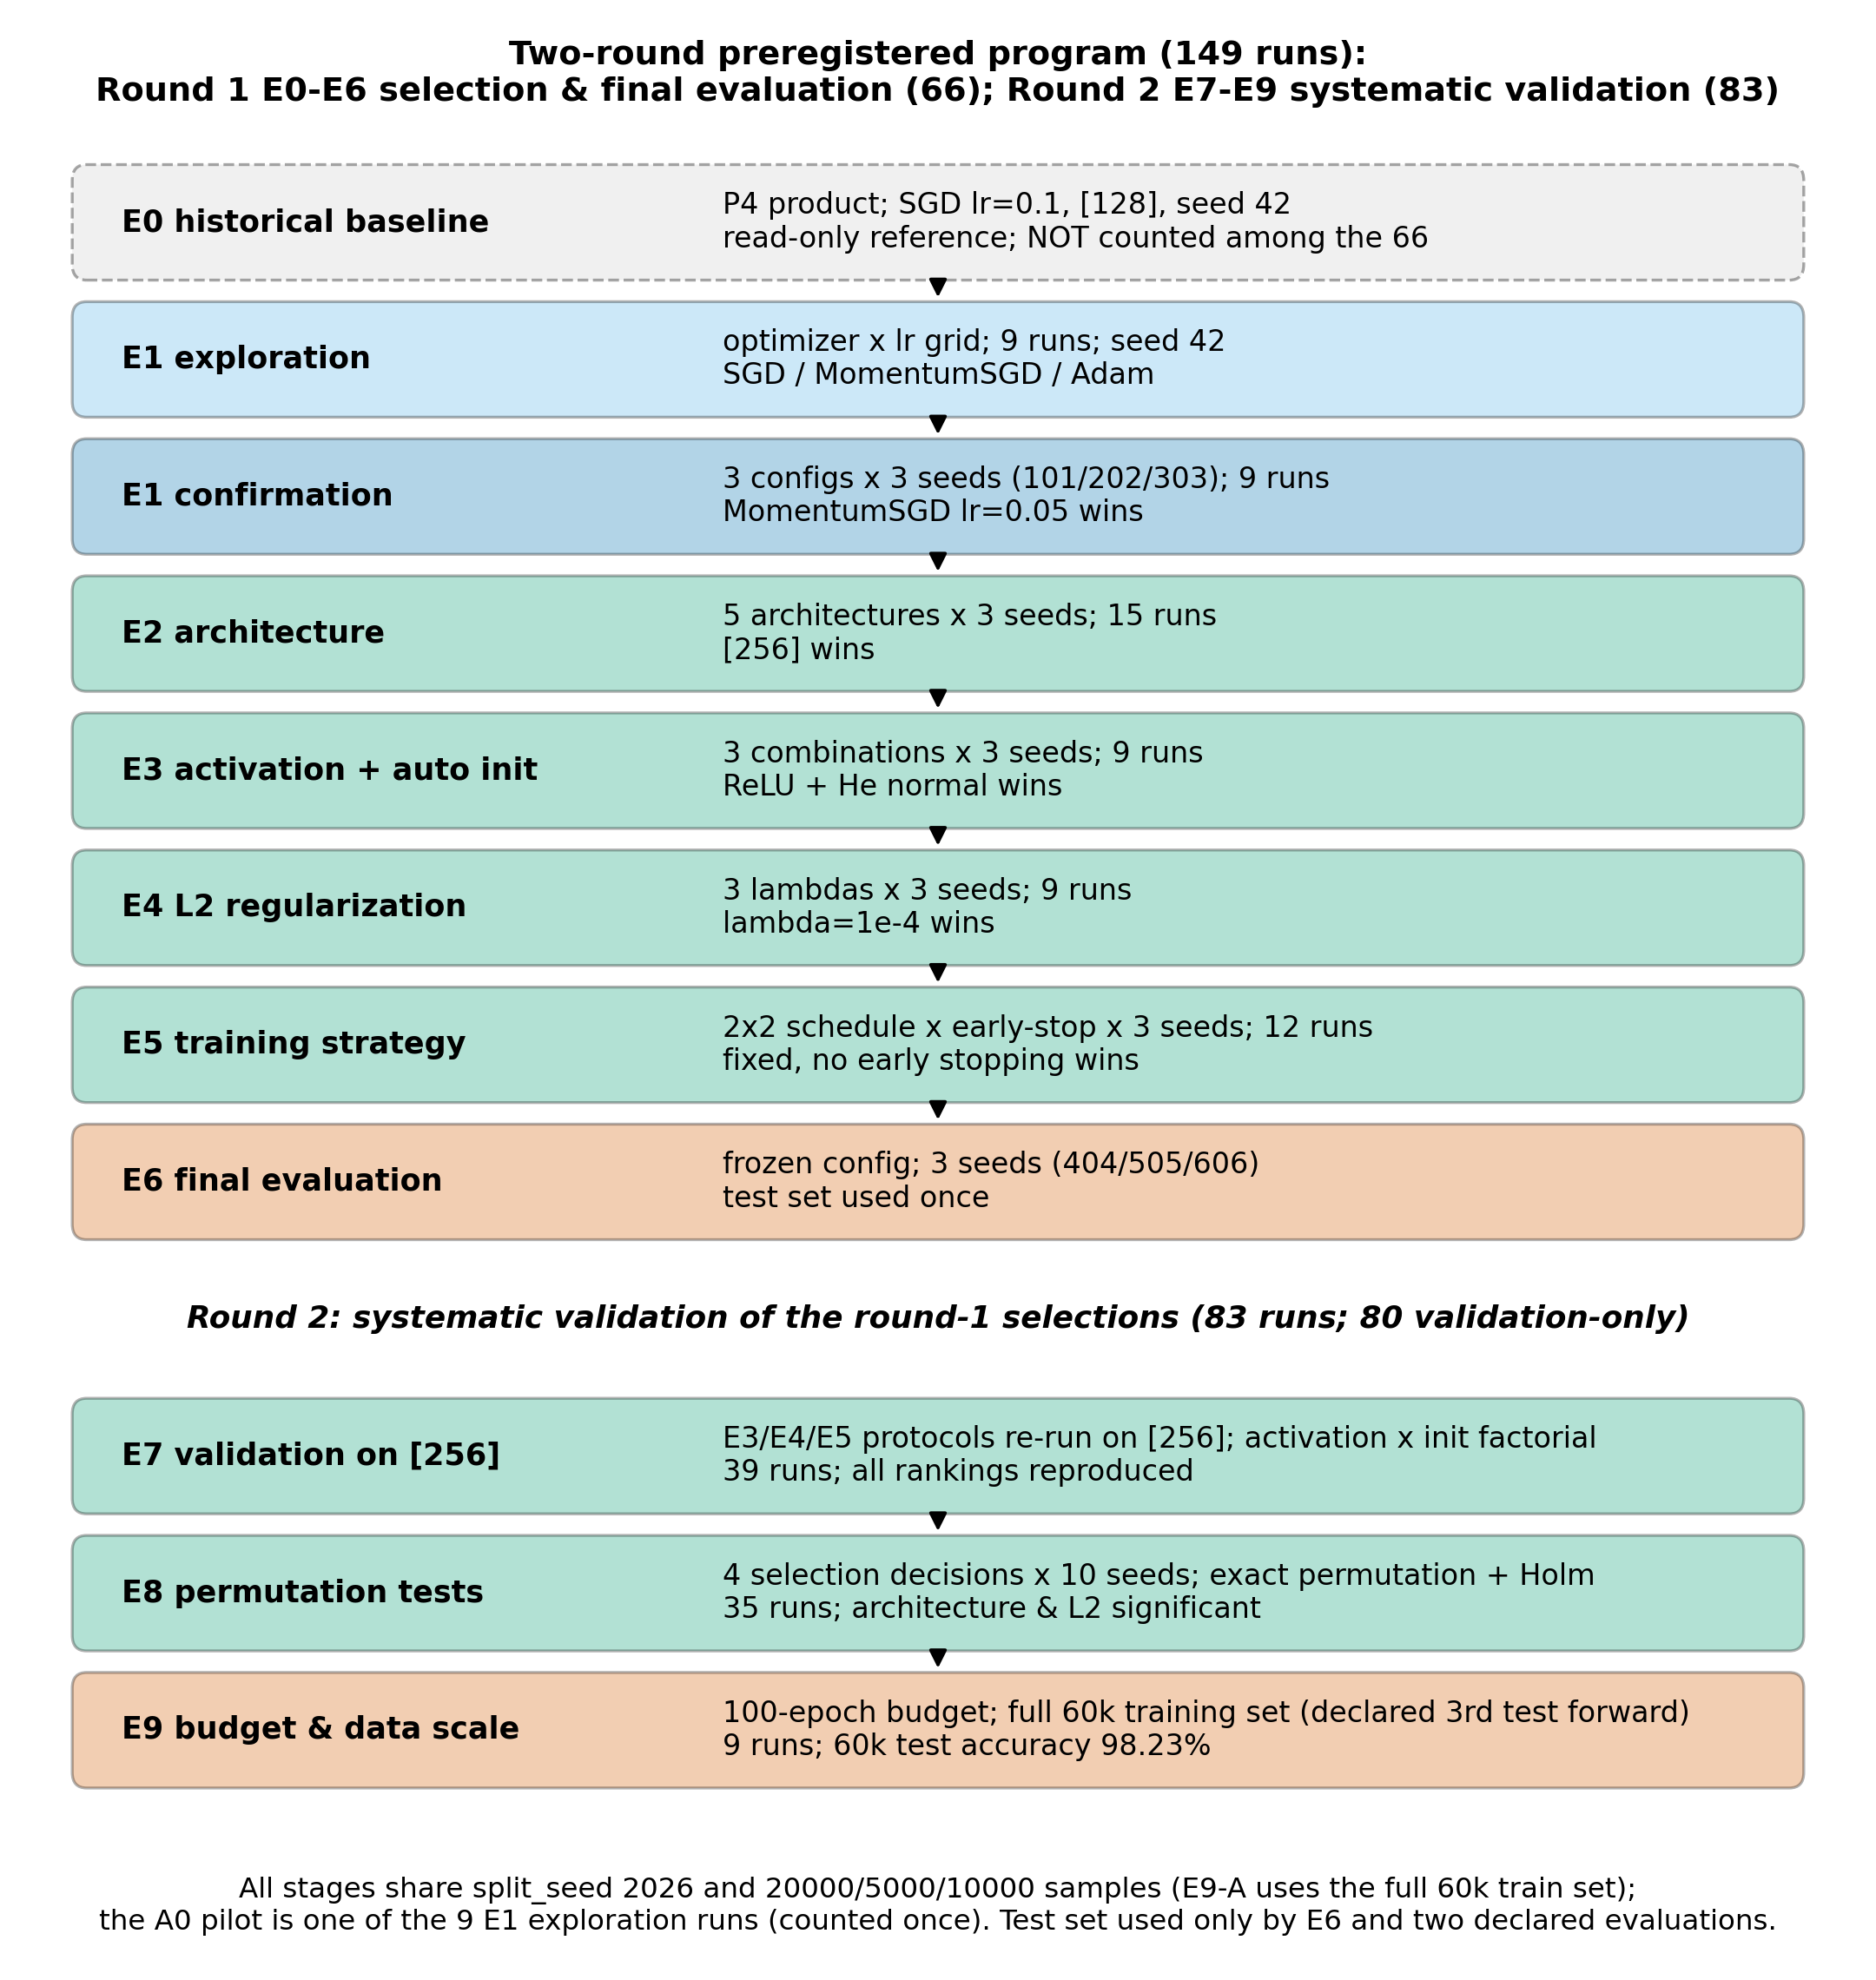 Two-round preregistered program (149 runs):
Round 1 E0-E6 selection & final evaluation (66); Round 2 E7-E9 systematic validation (83)
E0 historical baseline
P4 product; SGD lr=0.1, [128], seed 42
read-only reference; NOT counted among the 66
E1 exploration
optimizer x lr grid; 9 runs; seed 42
SGD / MomentumSGD / Adam
E1 confirmation
3 configs x 3 seeds (101/202/303); 9 runs
MomentumSGD lr=0.05 wins
E2 architecture
5 architectures x 3 seeds; 15 runs
[256] wins
E3 activation + auto init
3 combinations x 3 seeds; 9 runs
ReLU + He normal wins
E4 L2 regularization
3 lambdas x 3 seeds; 9 runs
lambda=1e-4 wins
E5 training strategy
2x2 schedule x early-stop x 3 seeds; 12 runs
fixed, no early stopping wins
E6 final evaluation
frozen config; 3 seeds (404/505/606)
test set used once
Round 2: systematic validation of the round-1 selections (83 runs; 80 validation-only)
E7 validation on [256]
E3/E4/E5 protocols re-run on [256]; activation x init factorial
39 runs; all rankings reproduced
E8 permutation tests
4 selection decisions x 10 seeds; exact permutation + Holm
35 runs; architecture & L2 significant
E9 budget & data scale
100-epoch budget; full 60k training set (declared 3rd test forward)
9 runs; 60k test accuracy 98.23%
All stages share split_seed 2026 and 20000/5000/10000 samples (E9-A uses the full 60k train set);
the A0 pilot is one of the 9 E1 exploration runs (counted once). Test set used only by E6 and two declared evaluations.